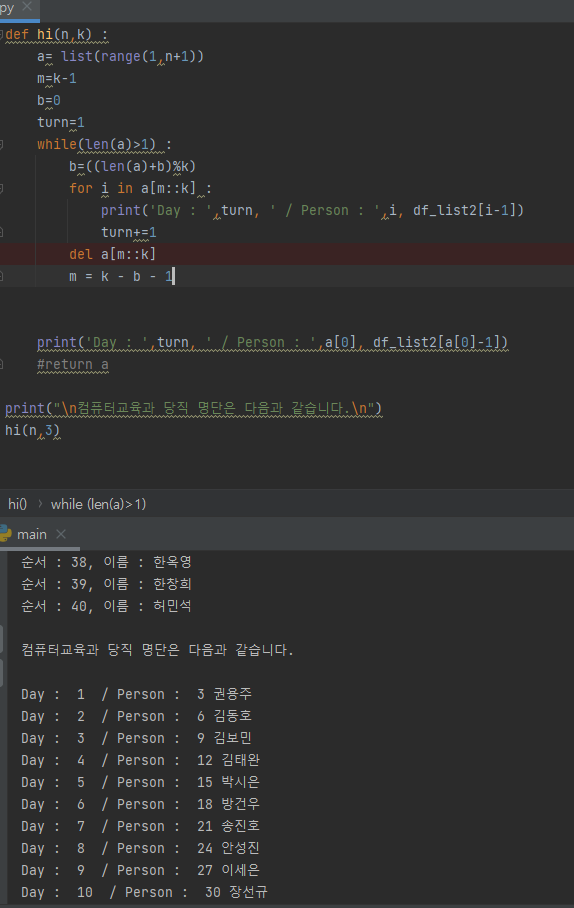 py
def hi(n,k) :
a= list(range(1,n+1))
m=k-1
b=0
turn=1
while(len(a)>1) :
b=((len(a)+b)%k)
for i in a[m::k] :
print('Day : ',turn, ' / Person : ',i, df_list2[i-1])
turn+=1
del a[m::k]
m = k - b - 1
print('Day : ',turn, ' / Person : ',a[0], df_list2[a[0]-1])
#return a
print("\n컴퓨터교육과 당직 명단은 다음과 같습니다.\n")
hi(n,3)
hi() › while (len(a)>1)
main
순서 : 38, 이름 : 한옥영
순서 : 39, 이름 : 한창희
순서 : 40, 이름 : 허민석
컴퓨터교육과 당직 명단은 다음과 같습니다.
Day :  1  / Person :  3 권용주
Day :  2  / Person :  6 김동호
Day :  3  / Person :  9 김보민
Day :  4  / Person :  12 김태완
Day :  5  / Person :  15 박시은
Day :  6  / Person :  18 방건우
Day :  7  / Person :  21 송진호
Day :  8  / Person :  24 안성진
Day :  9  / Person :  27 이세은
Day :  10  / Person :  30 장선규